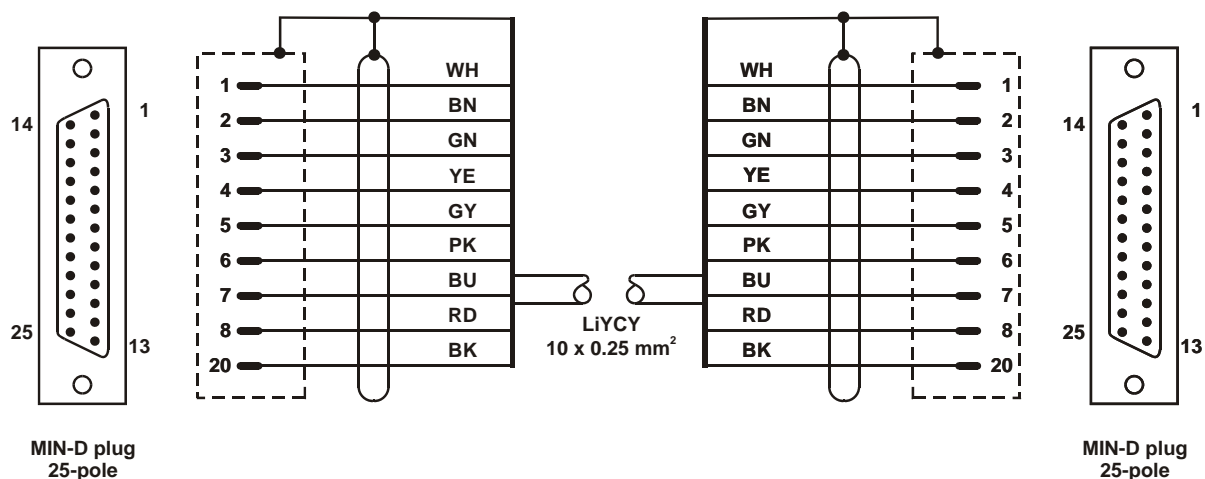 14
1
25
13
MIN-D plug
25-pole
1 WH
2 BN
3 GN
4 YE
5 GY
6 PK
7 BU
8 RD
20 BK
LiYCY
10 x 0.25 mm²
WH 1
BN 2
GN 3
YE 4
GY 5
PK 6
BU 7
RD 8
BK 20
14
1
25
13
MIN-D plug
25-pole